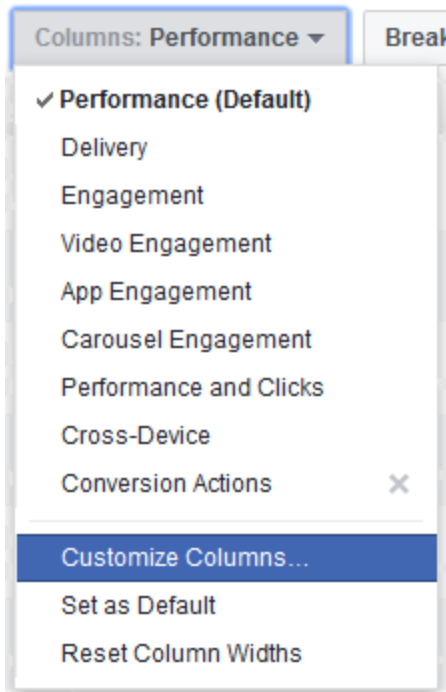 Columns: Performance
Break
Performance (Default)
Delivery
Engagement
Video Engagement
App Engagement
Carousel Engagement
Performance and Clicks
Cross-Device
Conversion Actions
Customize Columns...
Set as Default
Reset Column Widths